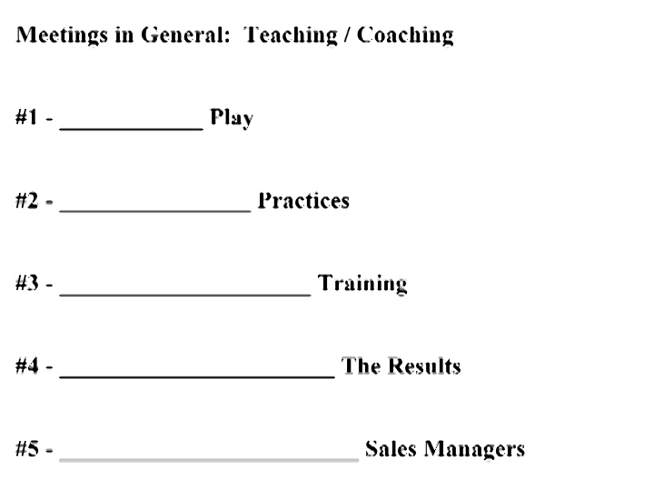 Meetings in General: Teaching / Coaching
#1 - ____________ Play
#2 - ________________ Practices
#3 - _____________________ Training
#4 - _______________________ The Results
#5 - _________________________ Sales Managers